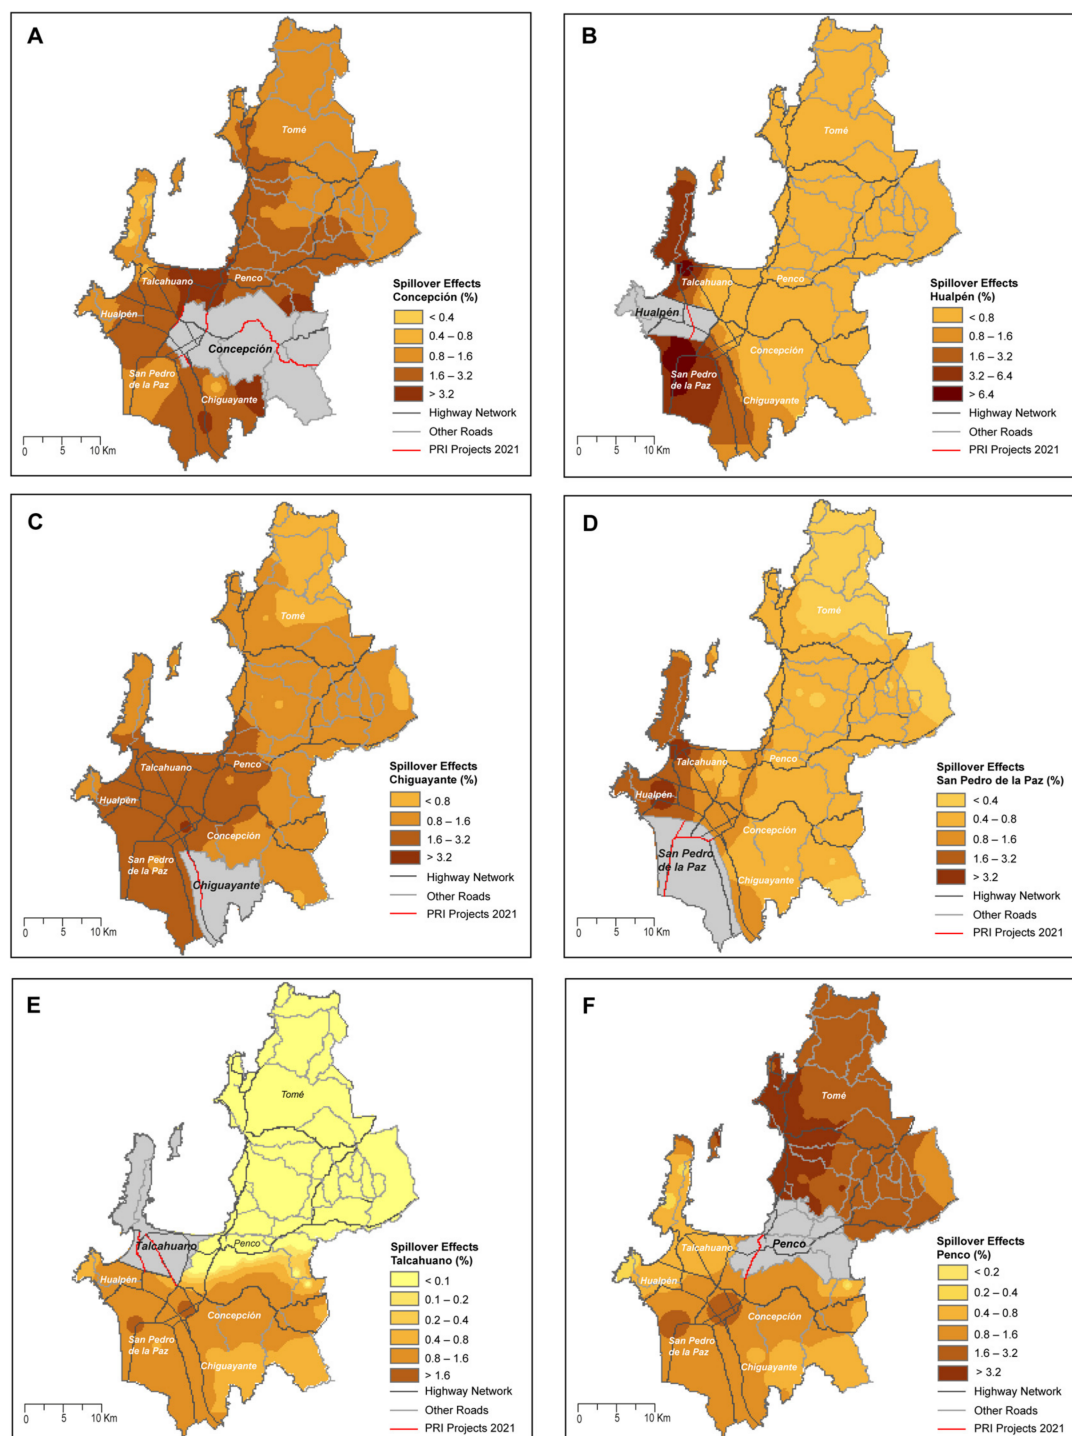 A
Tomé
Talcahuano
Penco
Hualpén
Concepción
San Pedro
de la Paz
Chiguayante
Spillover Effects
Concepción (%)
< 0.4
0.4 – 0.8
0.8 – 1.6
1.6 – 3.2
> 3.2
Highway Network
Other Roads
PRI Projects 2021
0 5 10 Km
B
Tomé
Talcahuano
Penco
Hualpén
Concepción
San Pedro
de la Paz
Chiguayante
Spillover Effects
Hualpén (%)
< 0.8
0.8 – 1.6
1.6 – 3.2
3.2 – 6.4
> 6.4
Highway Network
Other Roads
PRI Projects 2021
0 5 10 Km
C
Tomé
Talcahuano
Penco
Hualpén
Concepción
San Pedro
de la Paz
Chiguayante
Spillover Effects
Chiguayante (%)
< 0.8
0.8 – 1.6
1.6 – 3.2
> 3.2
Highway Network
Other Roads
PRI Projects 2021
0 5 10 Km
D
Tomé
Talcahuano
Penco
Hualpén
Concepción
San Pedro
de la Paz
Chiguayante
Spillover Effects
San Pedro de la Paz (%)
< 0.4
0.4 – 0.8
0.8 – 1.6
1.6 – 3.2
> 3.2
Highway Network
Other Roads
PRI Projects 2021
0 5 10 Km
E
Tomé
Talcahuano
Penco
Hualpén
Concepción
San Pedro
de la Paz
Chiguayante
Spillover Effects
Talcahuano (%)
< 0.1
0.1 – 0.2
0.2 – 0.4
0.4 – 0.8
0.8 – 1.6
> 1.6
Highway Network
Other Roads
PRI Projects 2021
0 5 10 Km
F
Tomé
Talcahuano
Penco
Hualpén
Concepción
San Pedro
de la Paz
Chiguayante
Spillover Effects
Penco (%)
< 0.2
0.2 – 0.4
0.4 – 0.8
0.8 – 1.6
1.6 – 3.2
> 3.2
Highway Network
Other Roads
PRI Projects 2021
0 5 10 Km